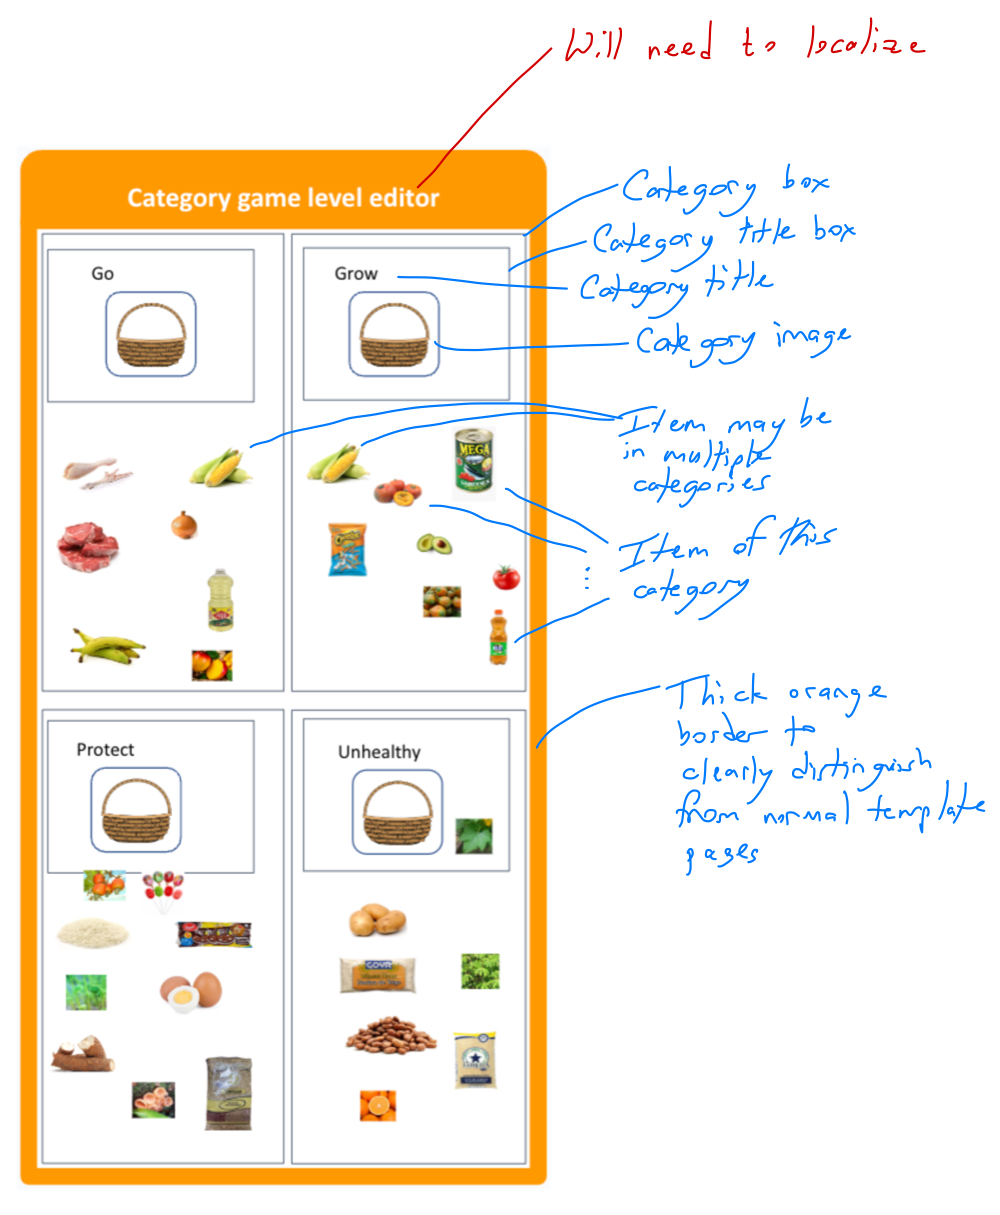 Will need to localize
Category game level editor
Category box
Category title box
Category title
Category image
Go
Grow
Item may be
in multiple
categories
MEGA
Item of this
category
Thick orange
border to
clearly distinguish
from normal template
pages
Protect
Unhealthy
GOYA